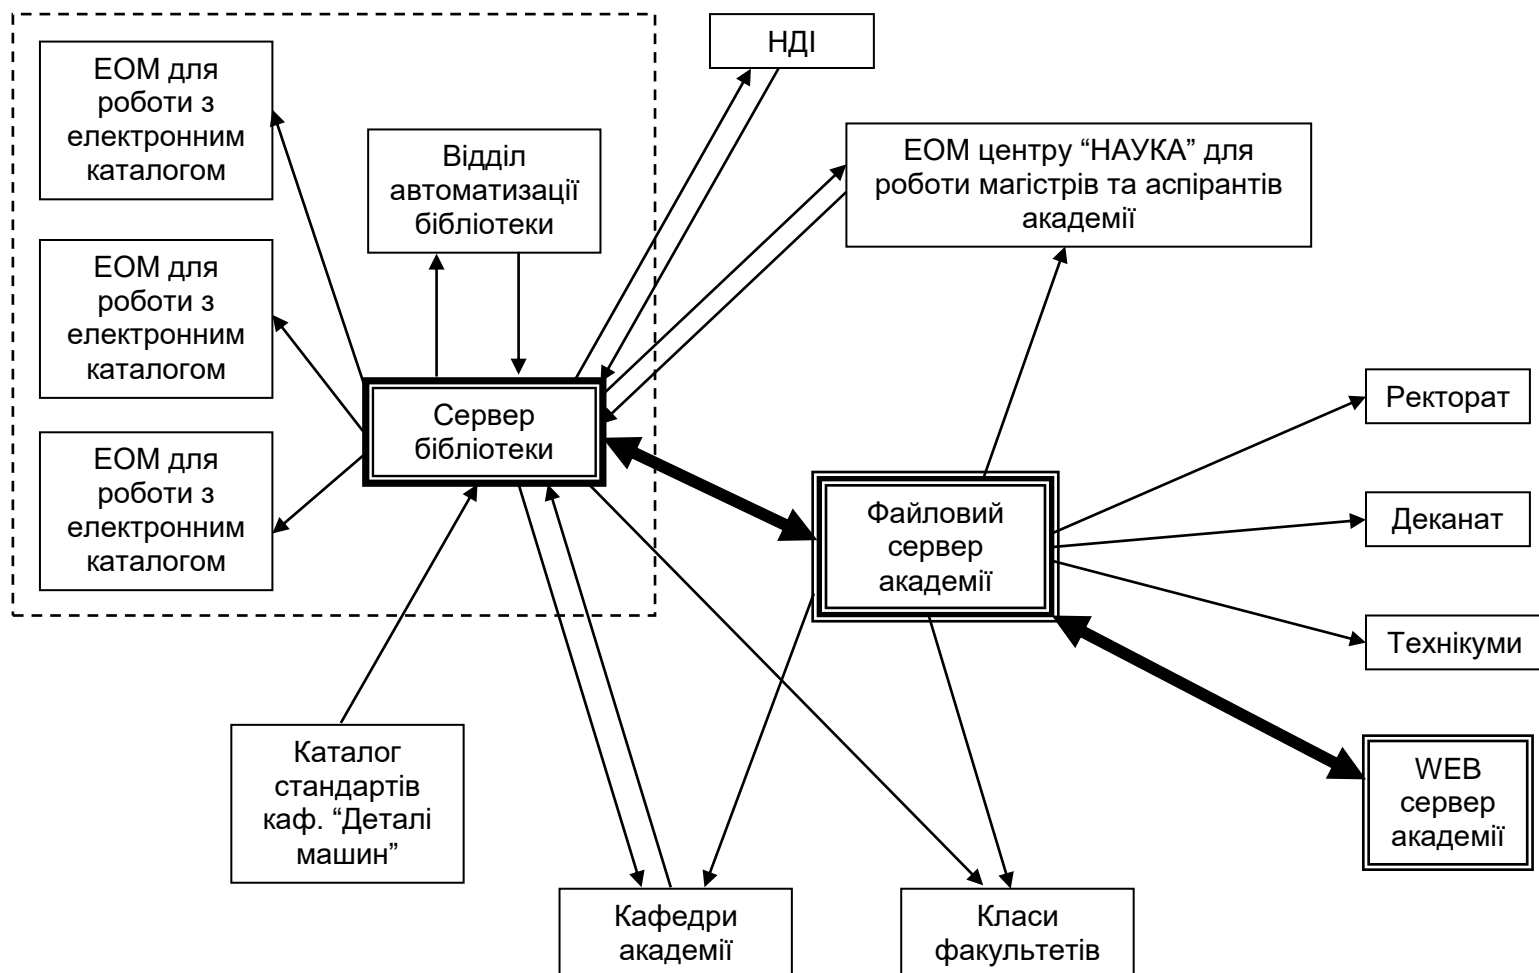 НДІ
ЕОМ для
роботи з
електронним
каталогом
Відділ
автоматизації
бібліотеки
ЕОМ центру “НАУКА” для
роботи магістрів та аспірантів
академії
ЕОМ для
роботи з
електронним
каталогом
Сервер
бібліотеки
Ректорат
ЕОМ для
роботи з
електронним
каталогом
Файловий
сервер
академії
Деканат
Технікуми
Каталог
стандартів
каф. “Деталі
машин”
WEB
сервер
академії
Кафедри
академії
Класи
факультетів